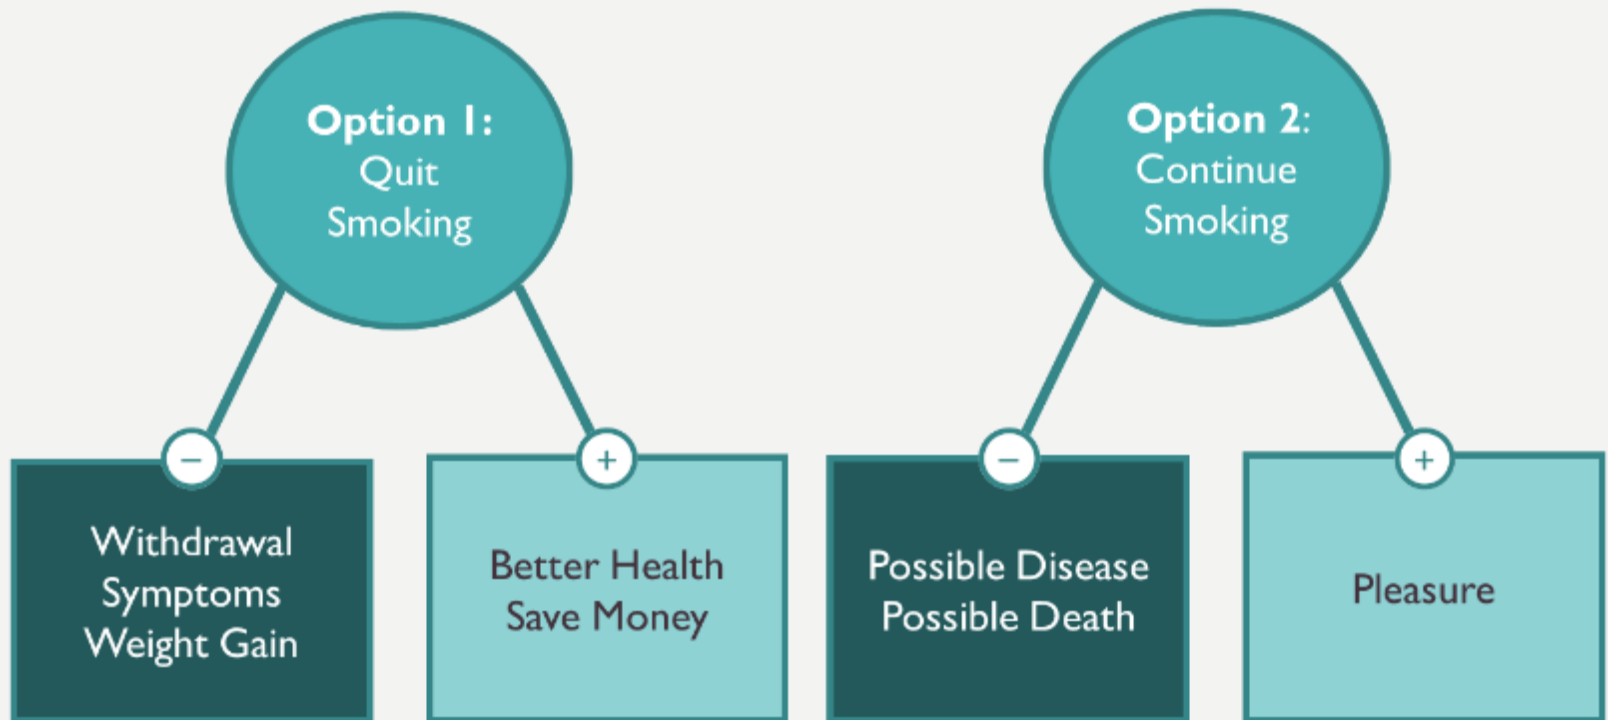 Option 1:
Quit
Smoking
Option 2:
Continue
Smoking
−
+
−
+
Withdrawal
Symptoms
Weight Gain
Better Health
Save Money
Possible Disease
Possible Death
Pleasure